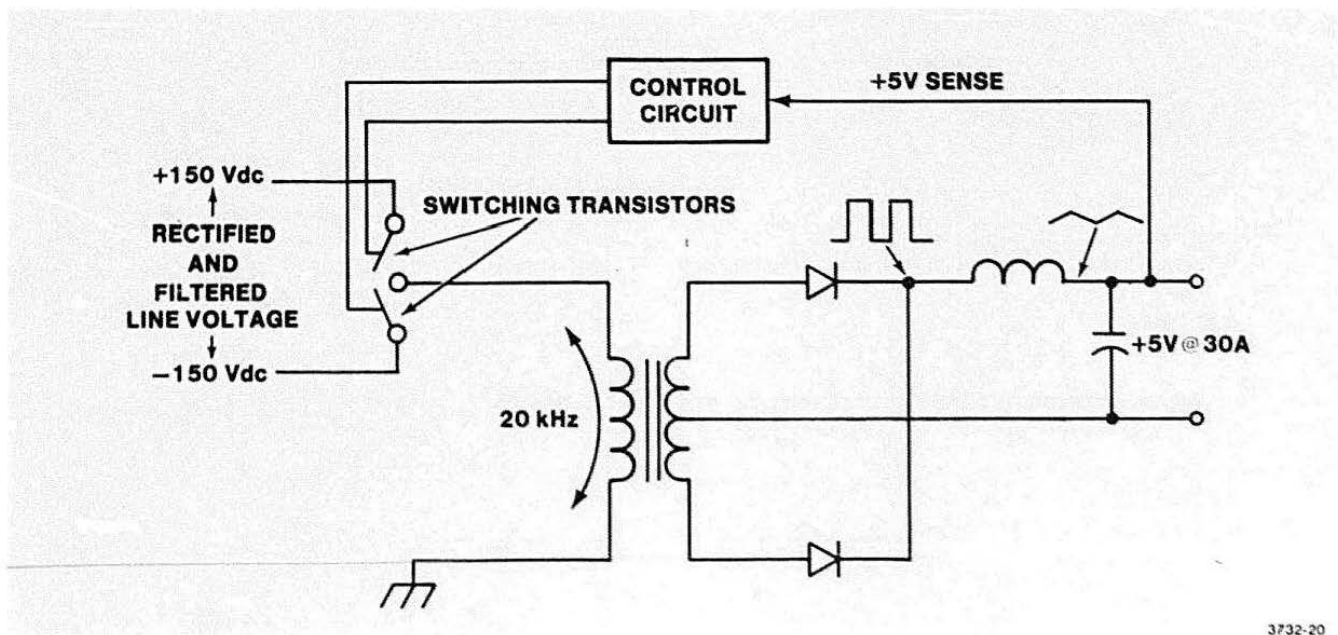 CONTROL
CIRCUIT
+5V SENSE
+150 Vdc
SWITCHING TRANSISTORS
RECTIFIED
AND
FILTERED
LINE VOLTAGE
−150 Vdc
+5V@30A
20 kHz
3732-20